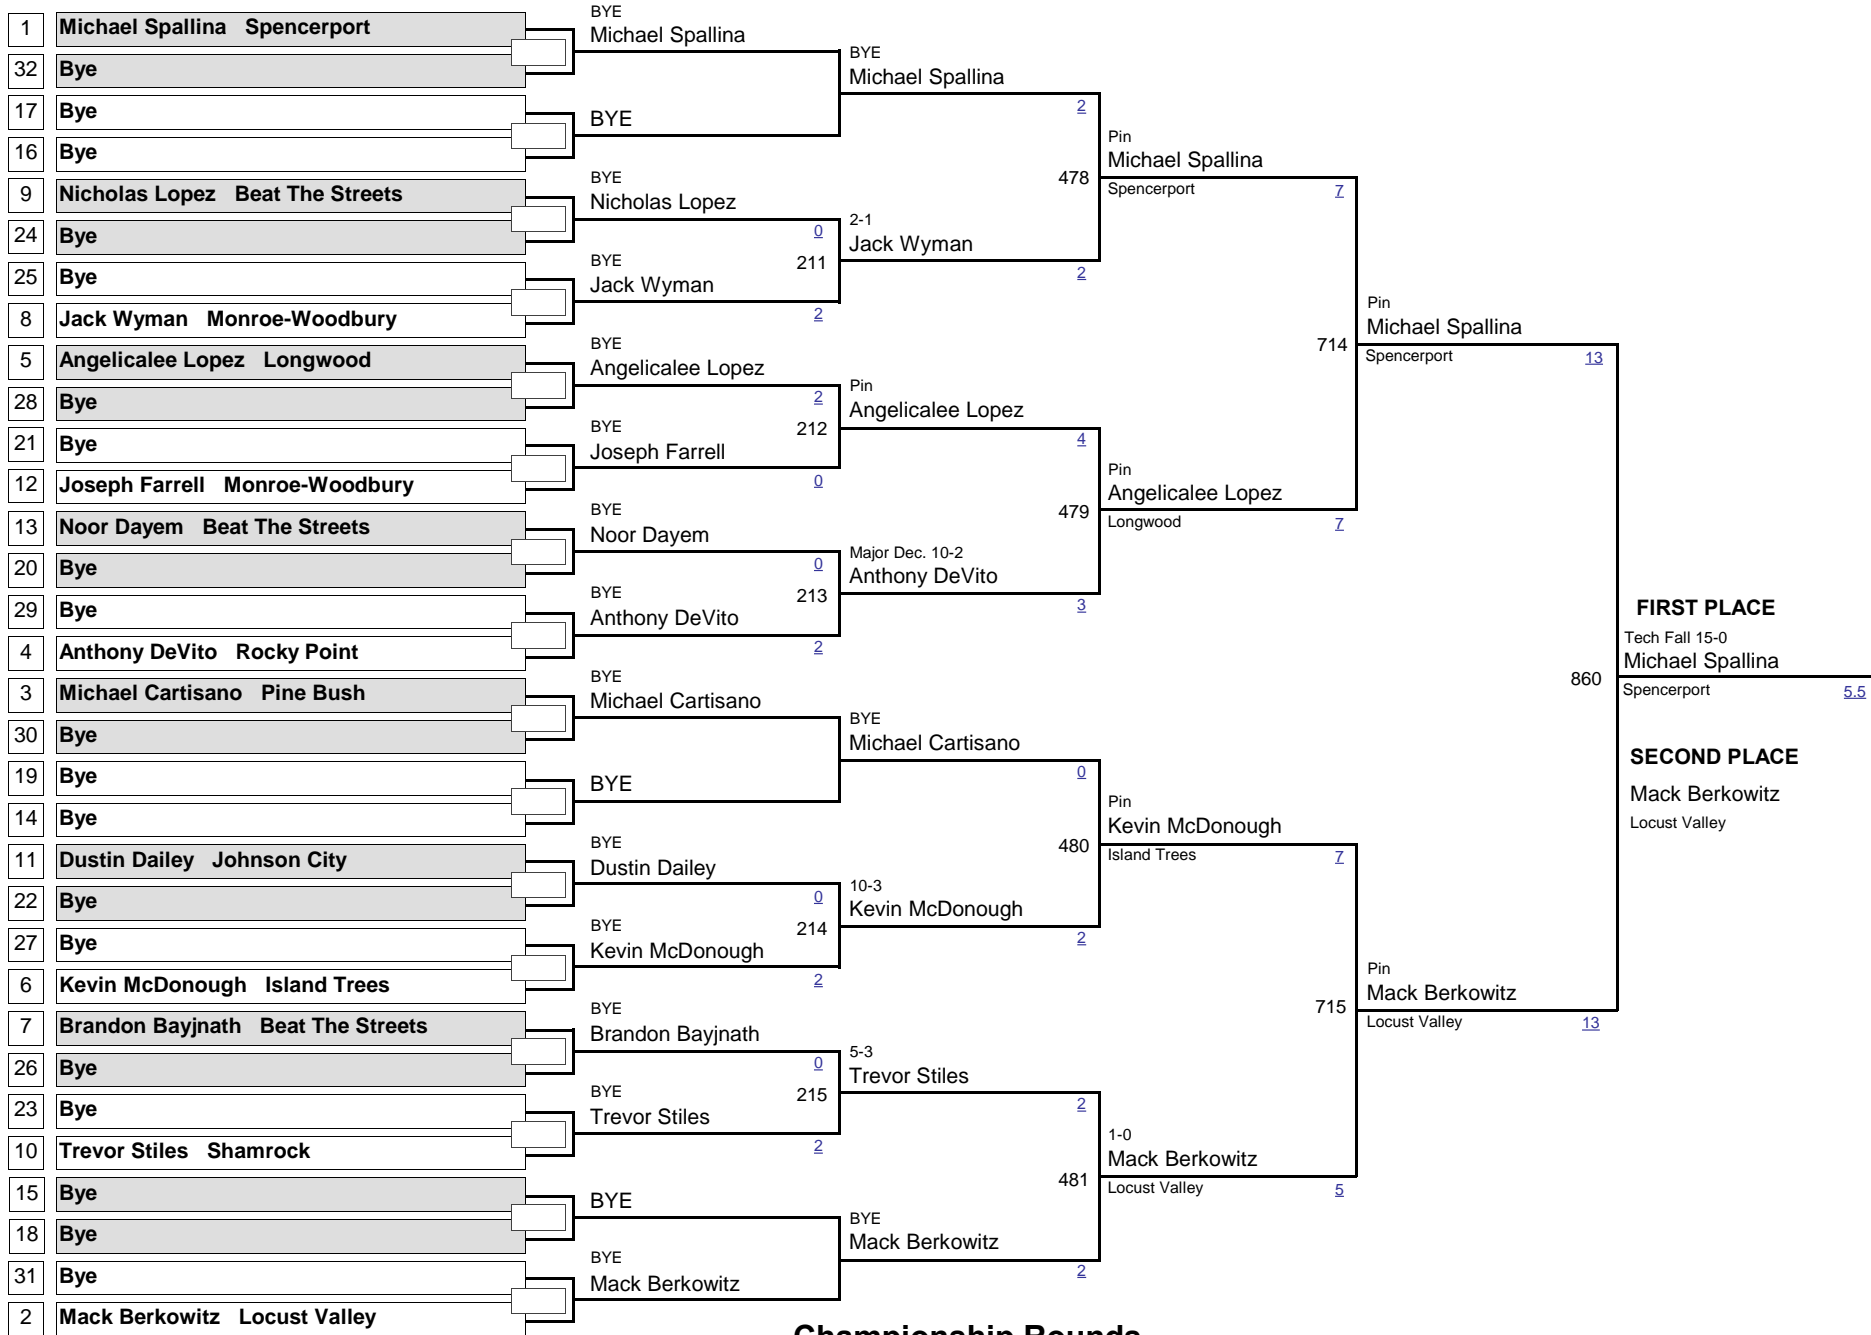 1 Michael Spallina Spencerport
32 Bye
17 Bye
16 Bye
9 Nicholas Lopez Beat The Streets
24 Bye
25 Bye
8 Jack Wyman Monroe-Woodbury
5 Angelicalee Lopez Longwood
28 Bye
21 Bye
12 Joseph Farrell Monroe-Woodbury
13 Noor Dayem Beat The Streets
20 Bye
29 Bye
4 Anthony DeVito Rocky Point
3 Michael Cartisano Pine Bush
30 Bye
19 Bye
14 Bye
11 Dustin Dailey Johnson City
22 Bye
27 Bye
6 Kevin McDonough Island Trees
7 Brandon Bayjnath Beat The Streets
26 Bye
23 Bye
10 Trevor Stiles Shamrock
15 Bye
18 Bye
31 Bye
2 Mack Berkowitz Locust Valley
BYE
Michael Spallina
BYE
BYE
Nicholas Lopez
0
211
BYE
Jack Wyman
2
BYE
Angelicalee Lopez
2
212
BYE
Joseph Farrell
0
BYE
Noor Dayem
0
213
BYE
Anthony DeVito
2
BYE
Michael Cartisano
BYE
BYE
Dustin Dailey
0
214
BYE
Kevin McDonough
2
BYE
Brandon Bayjnath
0
215
BYE
Trevor Stiles
2
BYE
BYE
Mack Berkowitz
BYE
Michael Spallina
2
478
2-1
Jack Wyman
2
Pin
Angelicalee Lopez
4
479
Major Dec. 10-2
Anthony DeVito
3
BYE
Michael Cartisano
0
480
10-3
Kevin McDonough
2
5-3
Trevor Stiles
2
481
BYE
Mack Berkowitz
2
Pin
Michael Spallina
Spencerport 7
714
Pin
Angelicalee Lopez
Longwood 7
Pin
Kevin McDonough
Island Trees 7
715
1-0
Mack Berkowitz
Locust Valley 5
Pin
Michael Spallina
Spencerport 13
860
Pin
Mack Berkowitz
Locust Valley 13
FIRST PLACE
Tech Fall 15-0
Michael Spallina
Spencerport 5.5
SECOND PLACE
Mack Berkowitz
Locust Valley
Championship Rounds